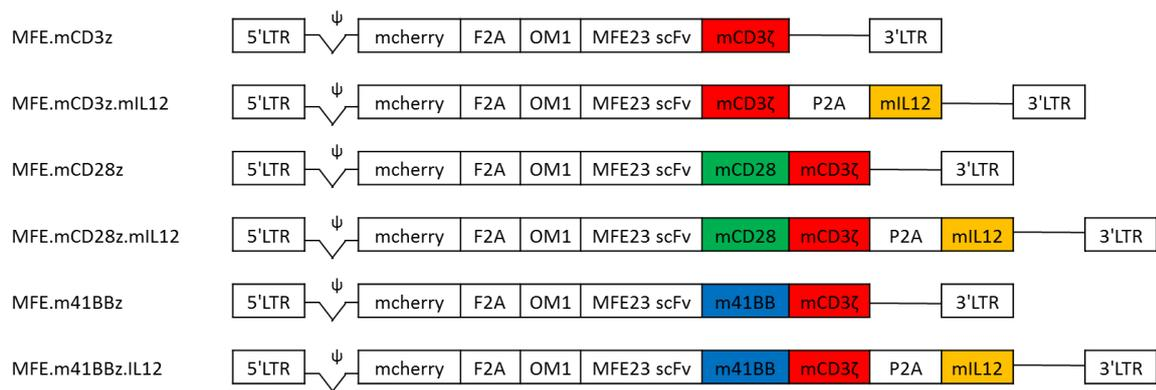 ψ
MFE.mCD3z 5'LTR mcherry F2A OM1 MFE23 scFv mCD3ζ 3'LTR
ψ
MFE.mCD3z.mIL12 5'LTR mcherry F2A OM1 MFE23 scFv mCD3ζ P2A mIL12 3'LTR
ψ
MFE.mCD28z 5'LTR mcherry F2A OM1 MFE23 scFv mCD28 mCD3ζ 3'LTR
ψ
MFE.mCD28z.mIL12 5'LTR mcherry F2A OM1 MFE23 scFv mCD28 mCD3ζ P2A mIL12 3'LTR
ψ
MFE.m41BBz 5'LTR mcherry F2A OM1 MFE23 scFv m41BB mCD3ζ 3'LTR
ψ
MFE.m41BBz.IL12 5'LTR mcherry F2A OM1 MFE23 scFv m41BB mCD3ζ P2A mIL12 3'LTR